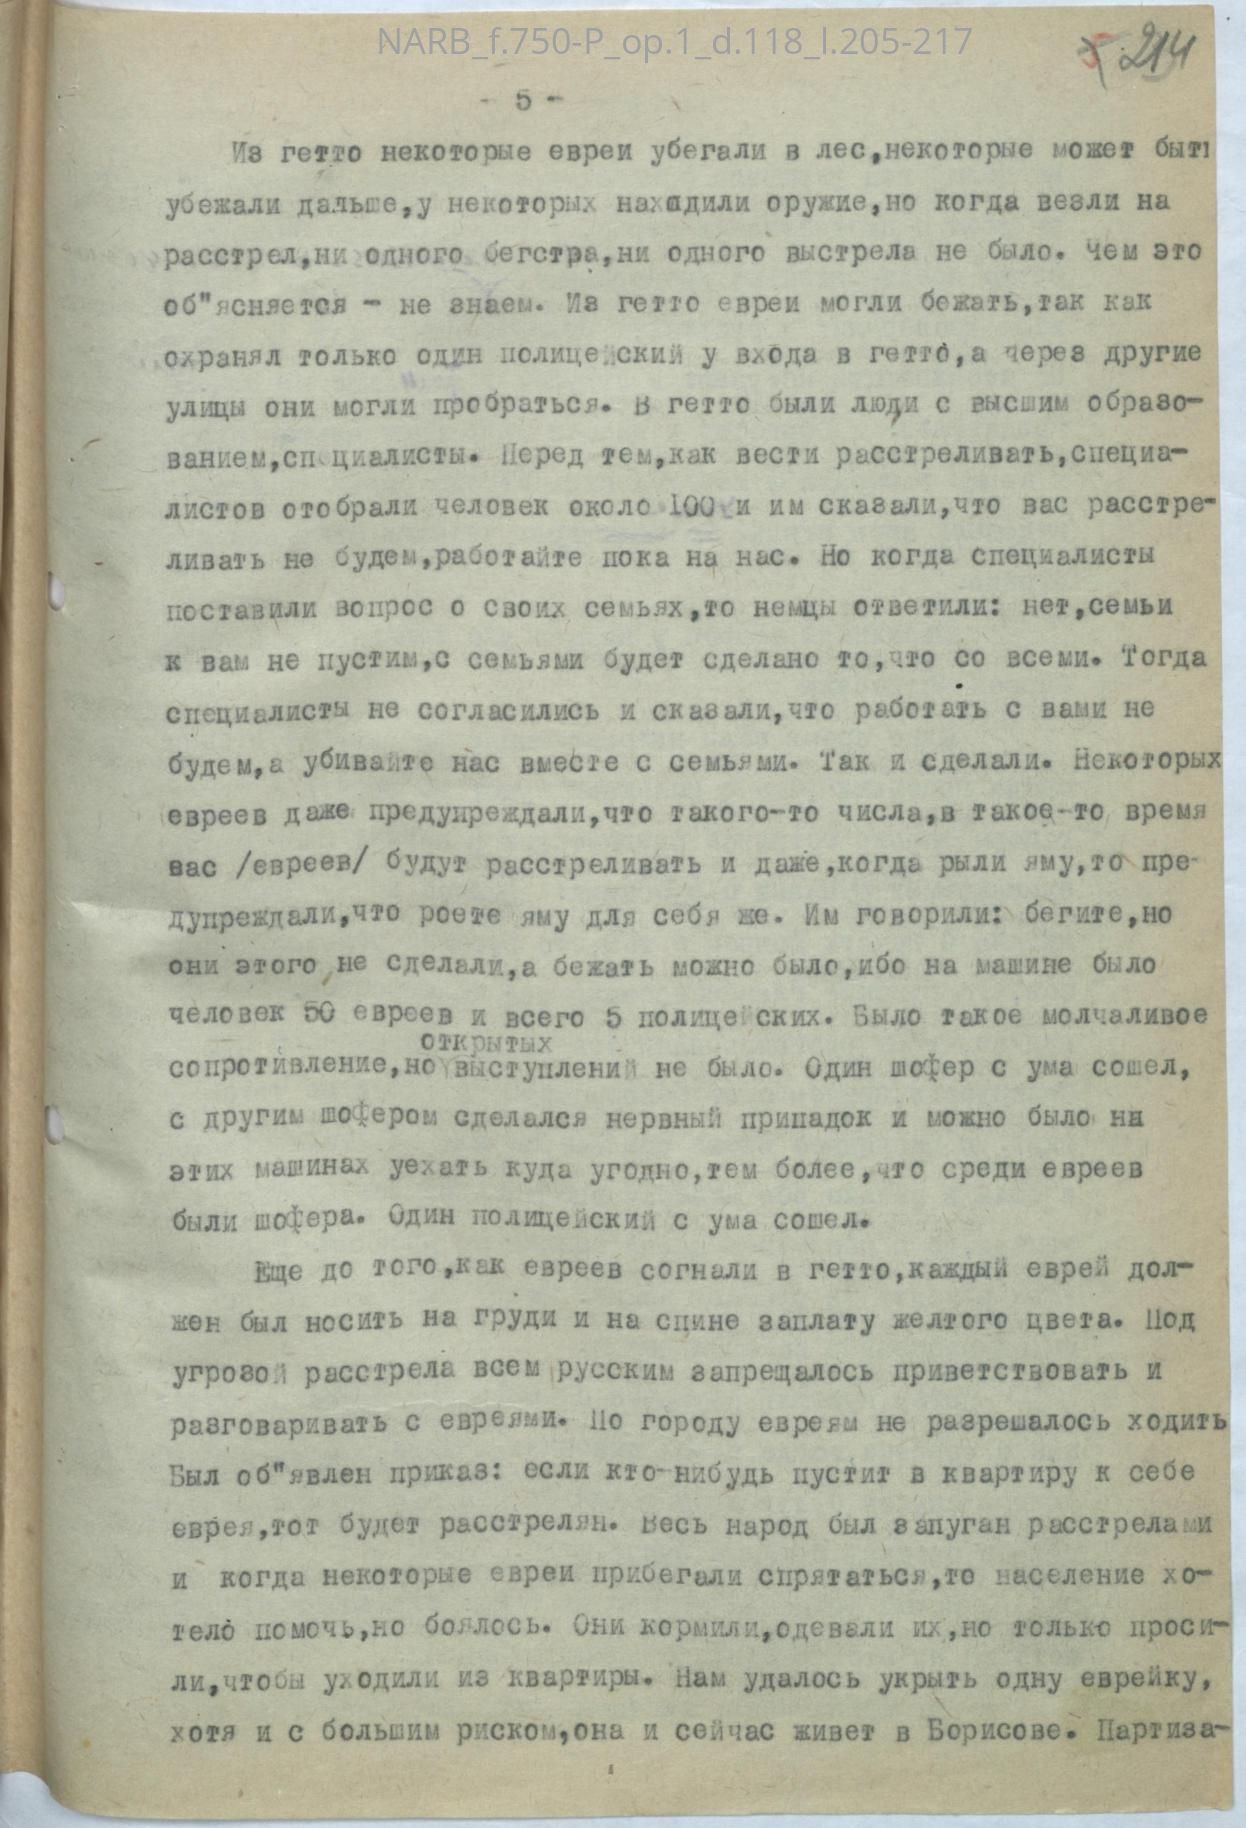 NARB_f.750-P_op.1_d.118_l.205-217
214
- 5 -
Из гетто некоторые евреи убегали в лес,некоторые может быть
убежали дальше,у некоторых находили оружие,но когда везли на
расстрел,ни одного бегстра,ни одного выстрела не было. Чем это
об"ясняется - не знаем. Из гетто евреи могли бежать,так как
охранял только один полицейский у входа в гетто,а через другие
улицы они могли пробраться. В гетто были люди с высшим образо-
ванием,специалисты. Перед тем,как вести расстреливать,специа-
листов отобрали человек около 100 и им сказали,что вас расстре-
ливать не будем,работайте пока на нас. Но когда специалисты
поставили вопрос о своих семьях,то немцы ответили: нет,семьи
к вам не пустим,с семьями будет сделано то,что со всеми. Тогда
специалисты не согласились и сказали,что работать с вами не
будем,а убивайте нас вместе с семьями. Так и сделали. Некоторых
евреев даже предупреждали,что такого-то числа,в такое-то время
вас /евреев/ будут расстреливать и даже,когда рыли яму,то пре-
дупреждали,что роете яму для себя же. Им говорили: бегите,но
они этого не сделали,а бежать можно было,ибо на машине было
человек 50 евреев и всего 5 полицейских. Было такое молчаливое
открытых
сопротивление,но выступлений не было. Один шофер с ума сошел,
с другим шофером сделался нервный припадок и можно было на
этих машинах уехать куда угодно,тем более,что среди евреев
были шофера. Один полицейский с ума сошел.
Еще до того,как евреев согнали в гетто,каждый еврей дол-
жен был носить на груди и на спине заплату желтого цвета. Под
угрозой расстрела всем русским запрещалось приветствовать и
разговаривать с евреями. По городу евреям не разрешалось ходить
Был об"явлен приказ: если кто-нибудь пустит в квартиру к себе
еврея,тот будет расстрелян. Весь народ был запуган расстрелами
и когда некоторые евреи прибегали спрятаться,то население хо-
тело помочь,но боялось. Они кормили,одевали их,но только проси-
ли,чтобы уходили из квартиры. Нам удалось укрыть одну еврейку,
хотя и с большим риском,она и сейчас живет в Борисове. Партиза-